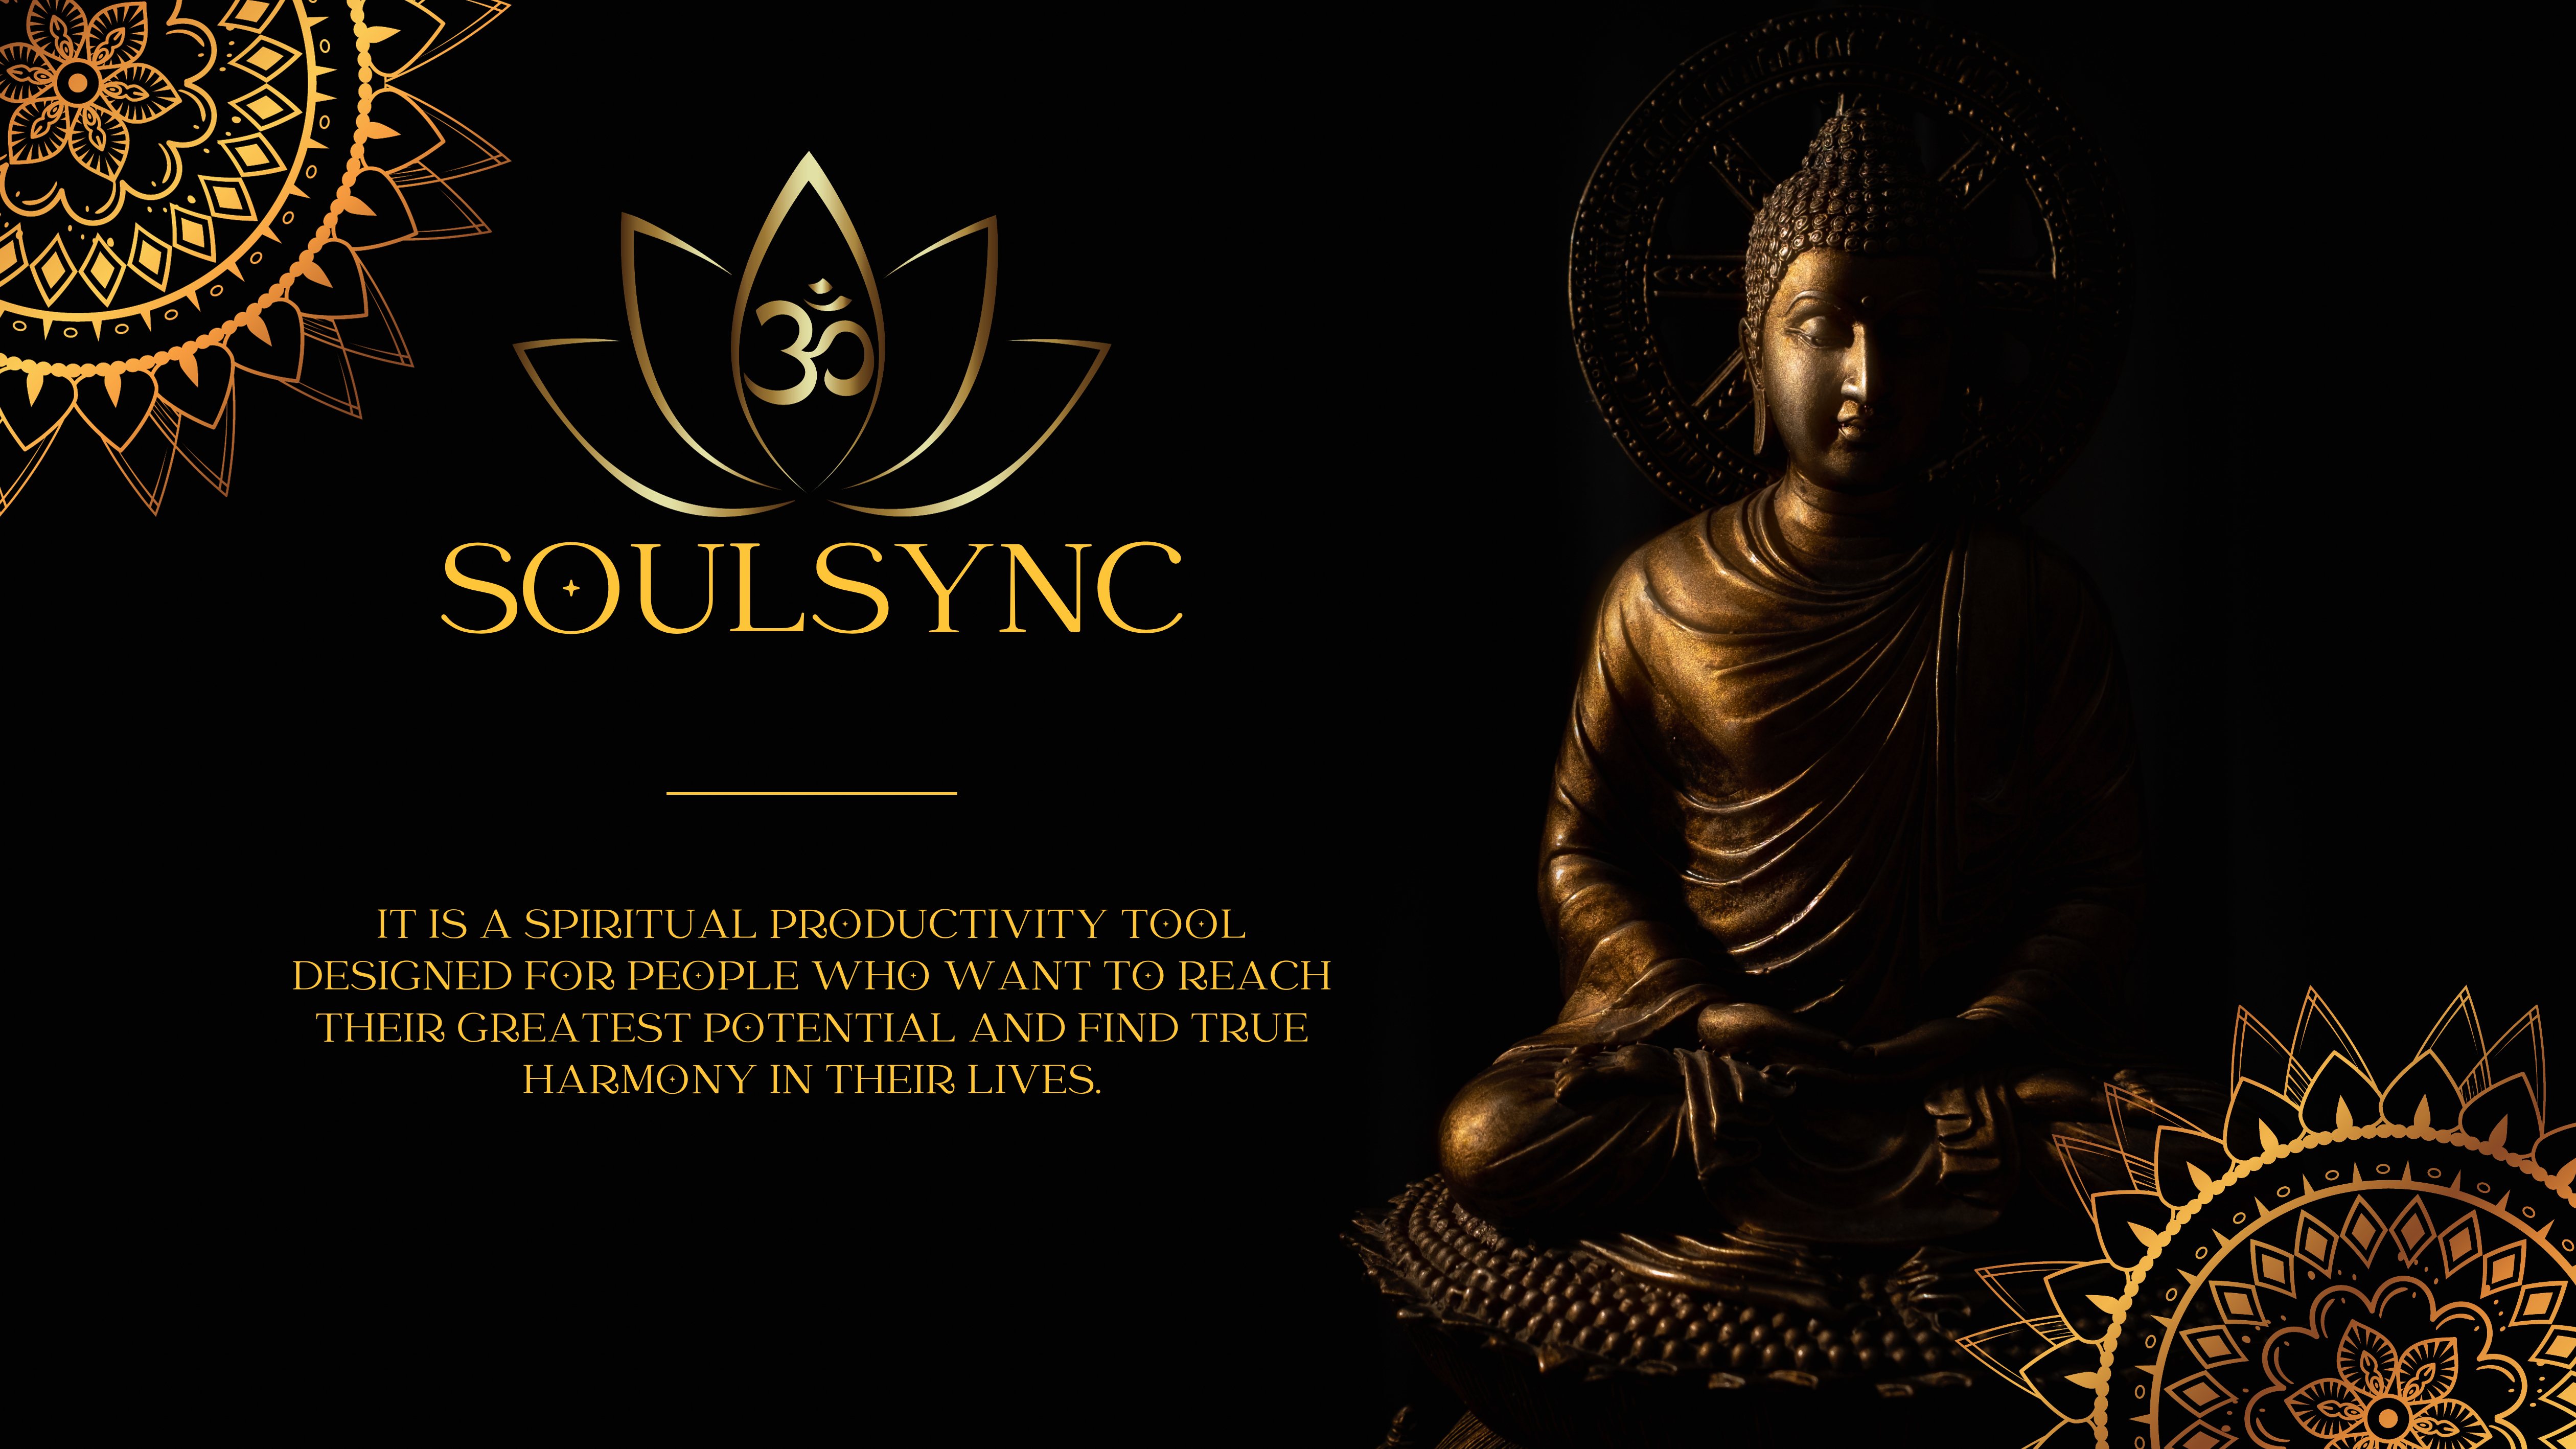 ॐ
SOULSYNC
IT IS A SPIRITUAL PRODUCTIVITY TOOL
DESIGNED FOR PEOPLE WHO WANT TO REACH
THEIR GREATEST POTENTIAL AND FIND TRUE
HARMONY IN THEIR LIVES.